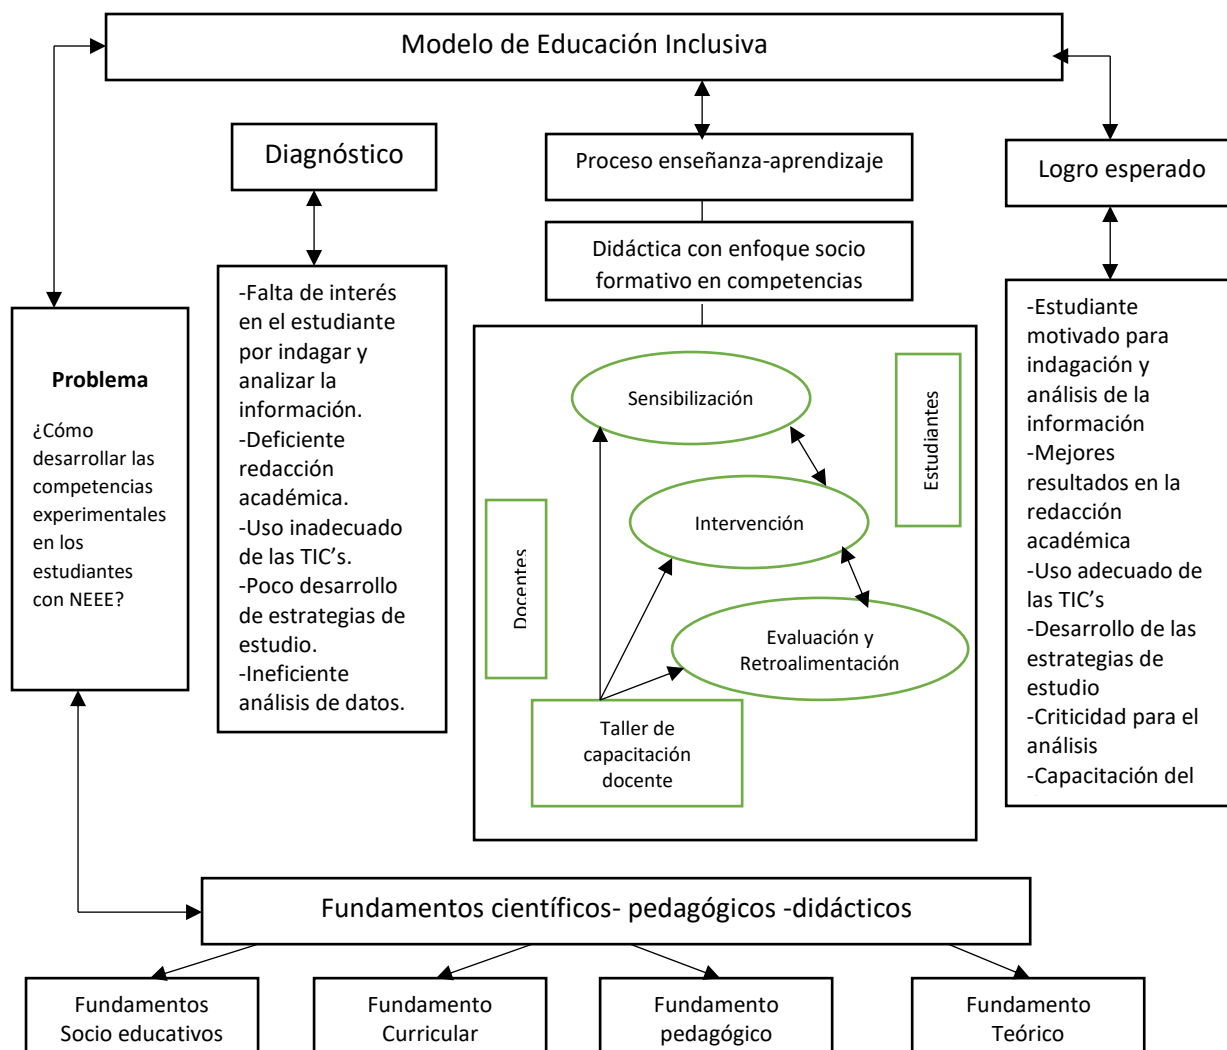 Modelo de Educación Inclusiva
Diagnóstico
Proceso enseñanza-aprendizaje
Logro esperado
Didáctica con enfoque socio
formativo en competencias
Problema
¿Cómo
desarrollar las
competencias
experimentales
en los
estudiantes
con NEEE?
-Falta de interés
en el estudiante
por indagar y
analizar la
información.
-Deficiente
redacción
académica.
-Uso inadecuado
de las TIC’s.
-Poco desarrollo
de estrategias de
estudio.
-Ineficiente
análisis de datos.
Sensibilización
Estudiantes
Intervención
Docentes
Evaluación y
Retroalimentación
Taller de
capacitación
docente
-Estudiante
motivado para
indagación y
análisis de la
información
-Mejores
resultados en la
redacción
académica
-Uso adecuado de
las TIC’s
-Desarrollo de las
estrategias de
estudio
-Criticidad para el
análisis
-Capacitación del
Fundamentos científicos- pedagógicos -didácticos
Fundamentos
Socio educativos
Fundamento
Curricular
Fundamento
pedagógico
Fundamento
Teórico